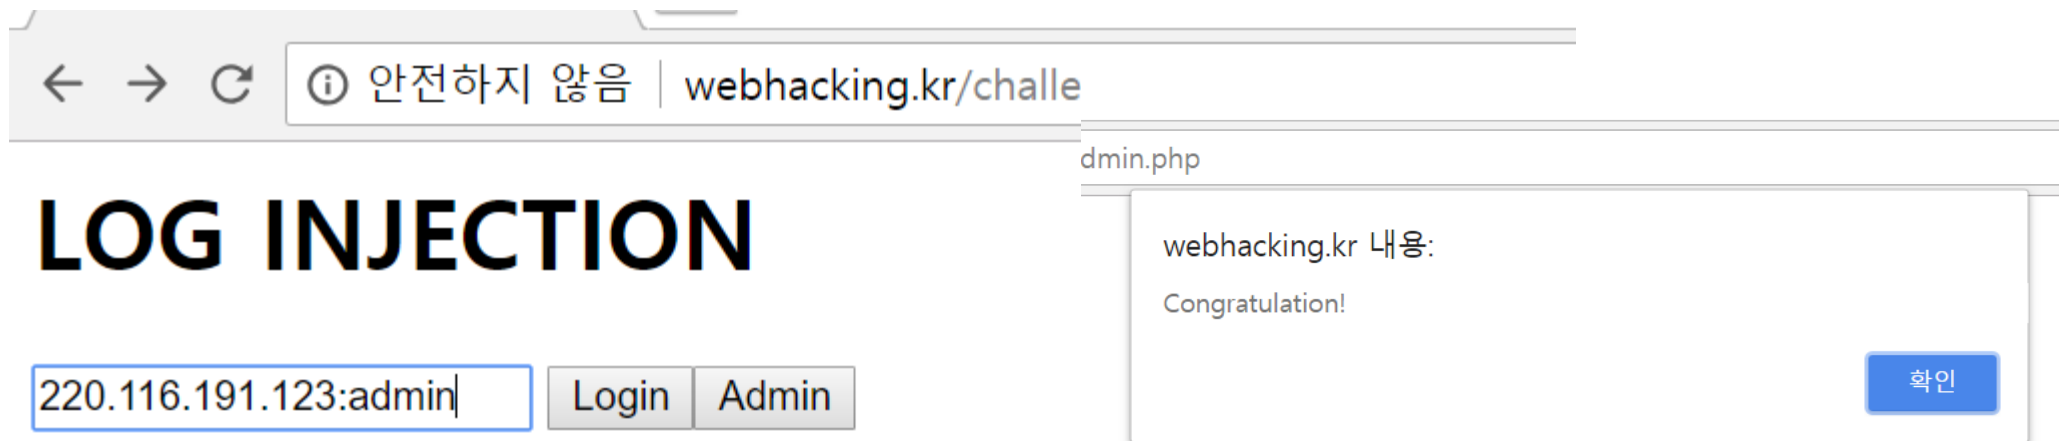 안전하지 않음 webhacking.kr/challe
LOG INJECTION
220.116.191.123:admin Login Admin
dmin.php
webhacking.kr 내용:
Congratulation!
확인